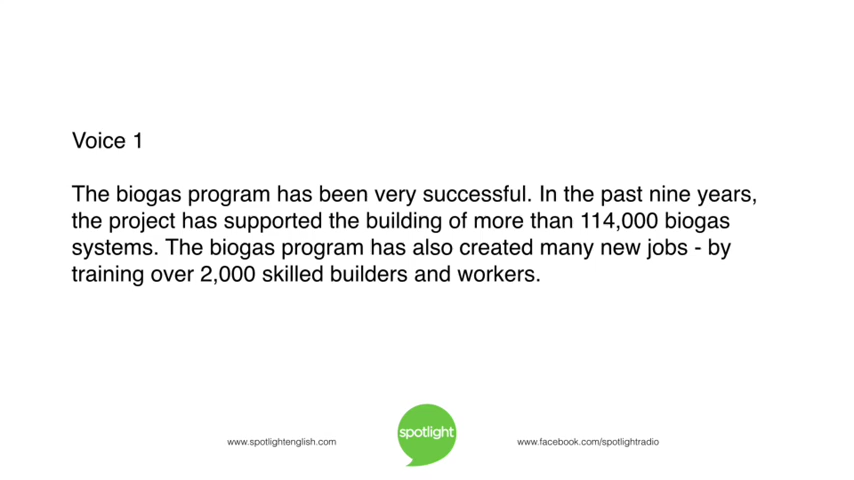 Voice 1
The biogas program has been very successful. In the past nine years,
the project has supported the building of more than 114,000 biogas
systems. The biogas program has also created many new jobs - by
training over 2,000 skilled builders and workers.
spotlight
www.spotlightenglish.com
www.facebook.com/spotlightradio